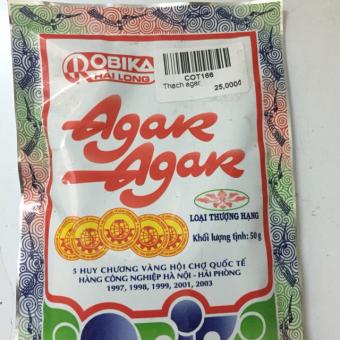 ROBIKA
HẢI LONG
COT166
Thạch agar
25,000đ
Agar
Agar
LOẠI THƯỢNG HẠNG
Khối lượng tịnh: 50 g
5 HUY CHƯƠNG VÀNG HỘI CHỢ QUỐC TẾ
HÀNG CÔNG NGHIỆP HÀ NỘI - HẢI PHÒNG
1997, 1998, 1999, 2001, 2003